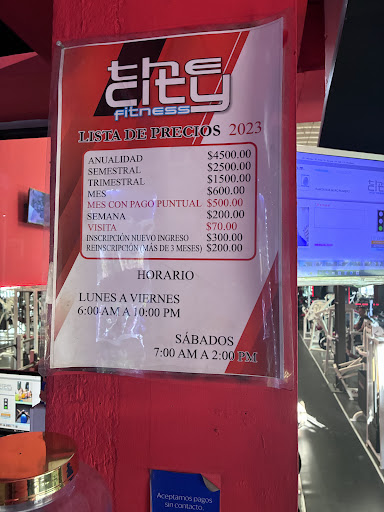 the
city
fitness
LISTA DE PRECIOS 2023
ANUALIDAD $4500.00
SEMESTRAL $2500.00
TRIMESTRAL $1500.00
MES $600.00
MES CON PAGO PUNTUAL $500.00
SEMANA $200.00
VISITA $70.00
INSCRIPCIÓN NUEVO INGRESO $300.00
REINSCRIPCIÓN (MAS DE 3 MESES) $200.00
HORARIO
LUNES A VIERNES
6:00 AM A 10:00 PM
SÁBADOS
7:00 AM A 2:00 PM
Aceptamos pagos
sin contacto.